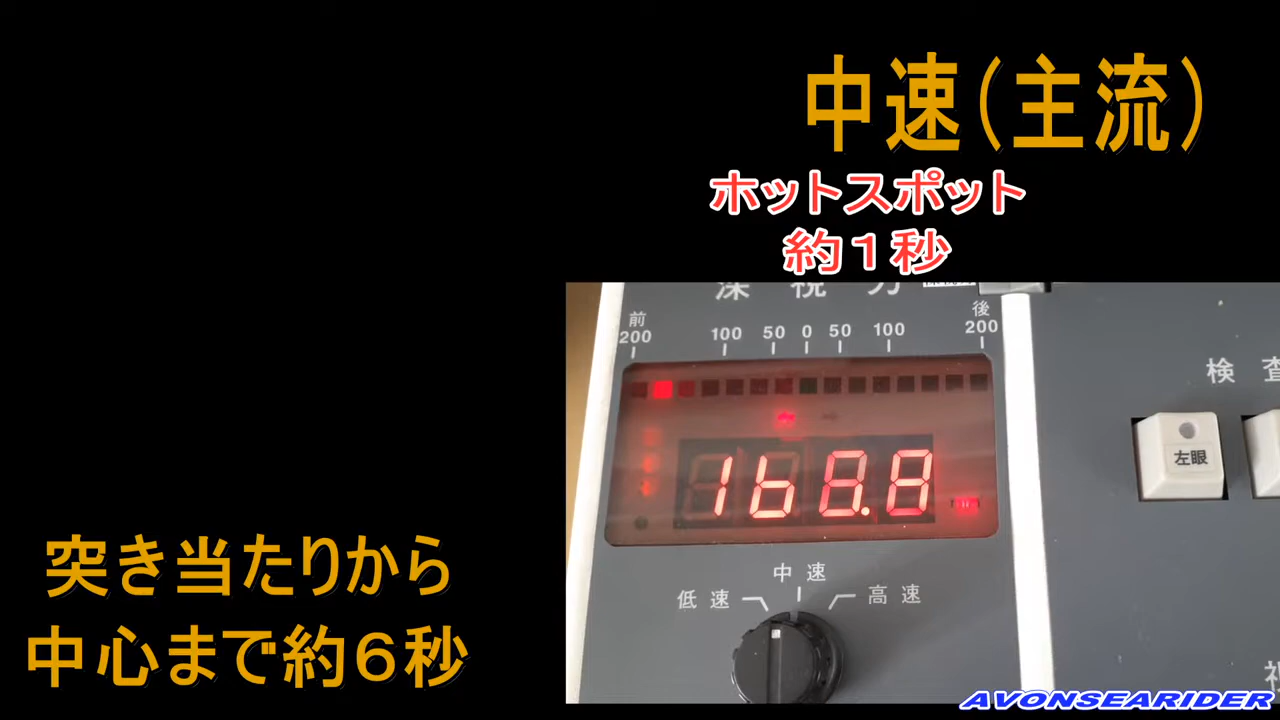 中速(主流)
ホットスポット
約1秒
深視力
前 後
200 100 50 0 50 100 200
検査
168.8
左眼
中速
低速 高速
突き当たりから
中心まで約6秒
AVONSEARIDER